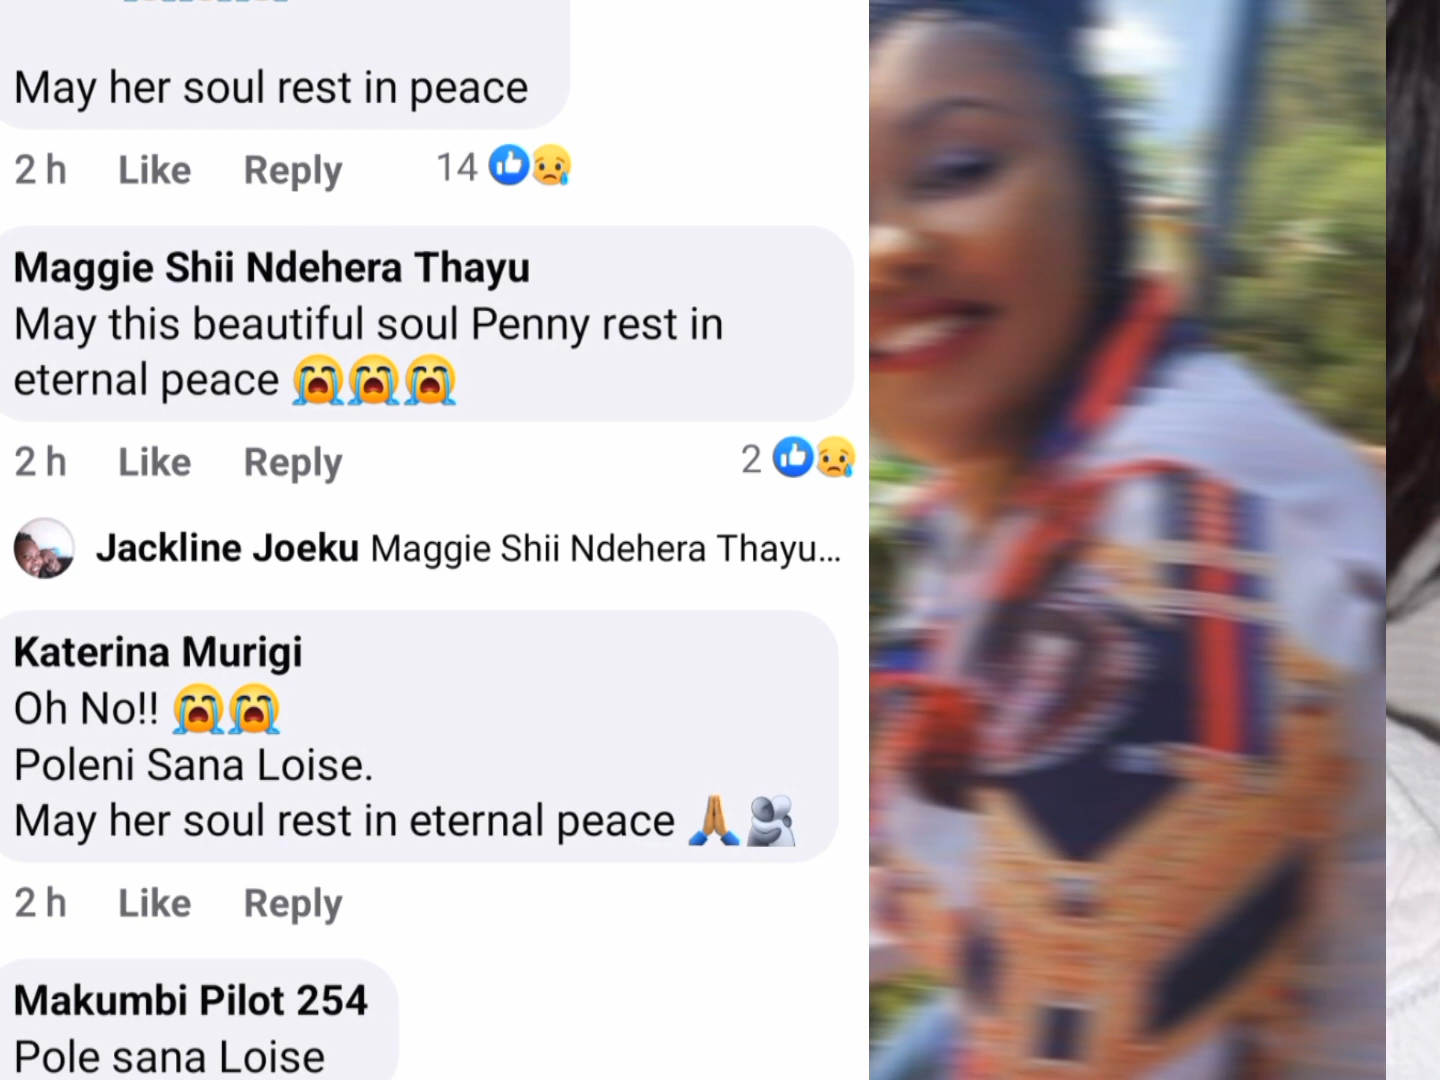 May her soul rest in peace
2 h Like Reply 14
Maggie Shii Ndehera Thayu
May this beautiful soul Penny rest in
eternal peace 😭😭😭
2 h Like Reply 2
Jackline Joeku Maggie Shii Ndehera Thayu...
Katerina Murigi
Oh No!! 😭😭
Poleni Sana Loise.
May her soul rest in eternal peace 🙏🫂
2 h Like Reply
Makumbi Pilot 254
Pole sana Loise